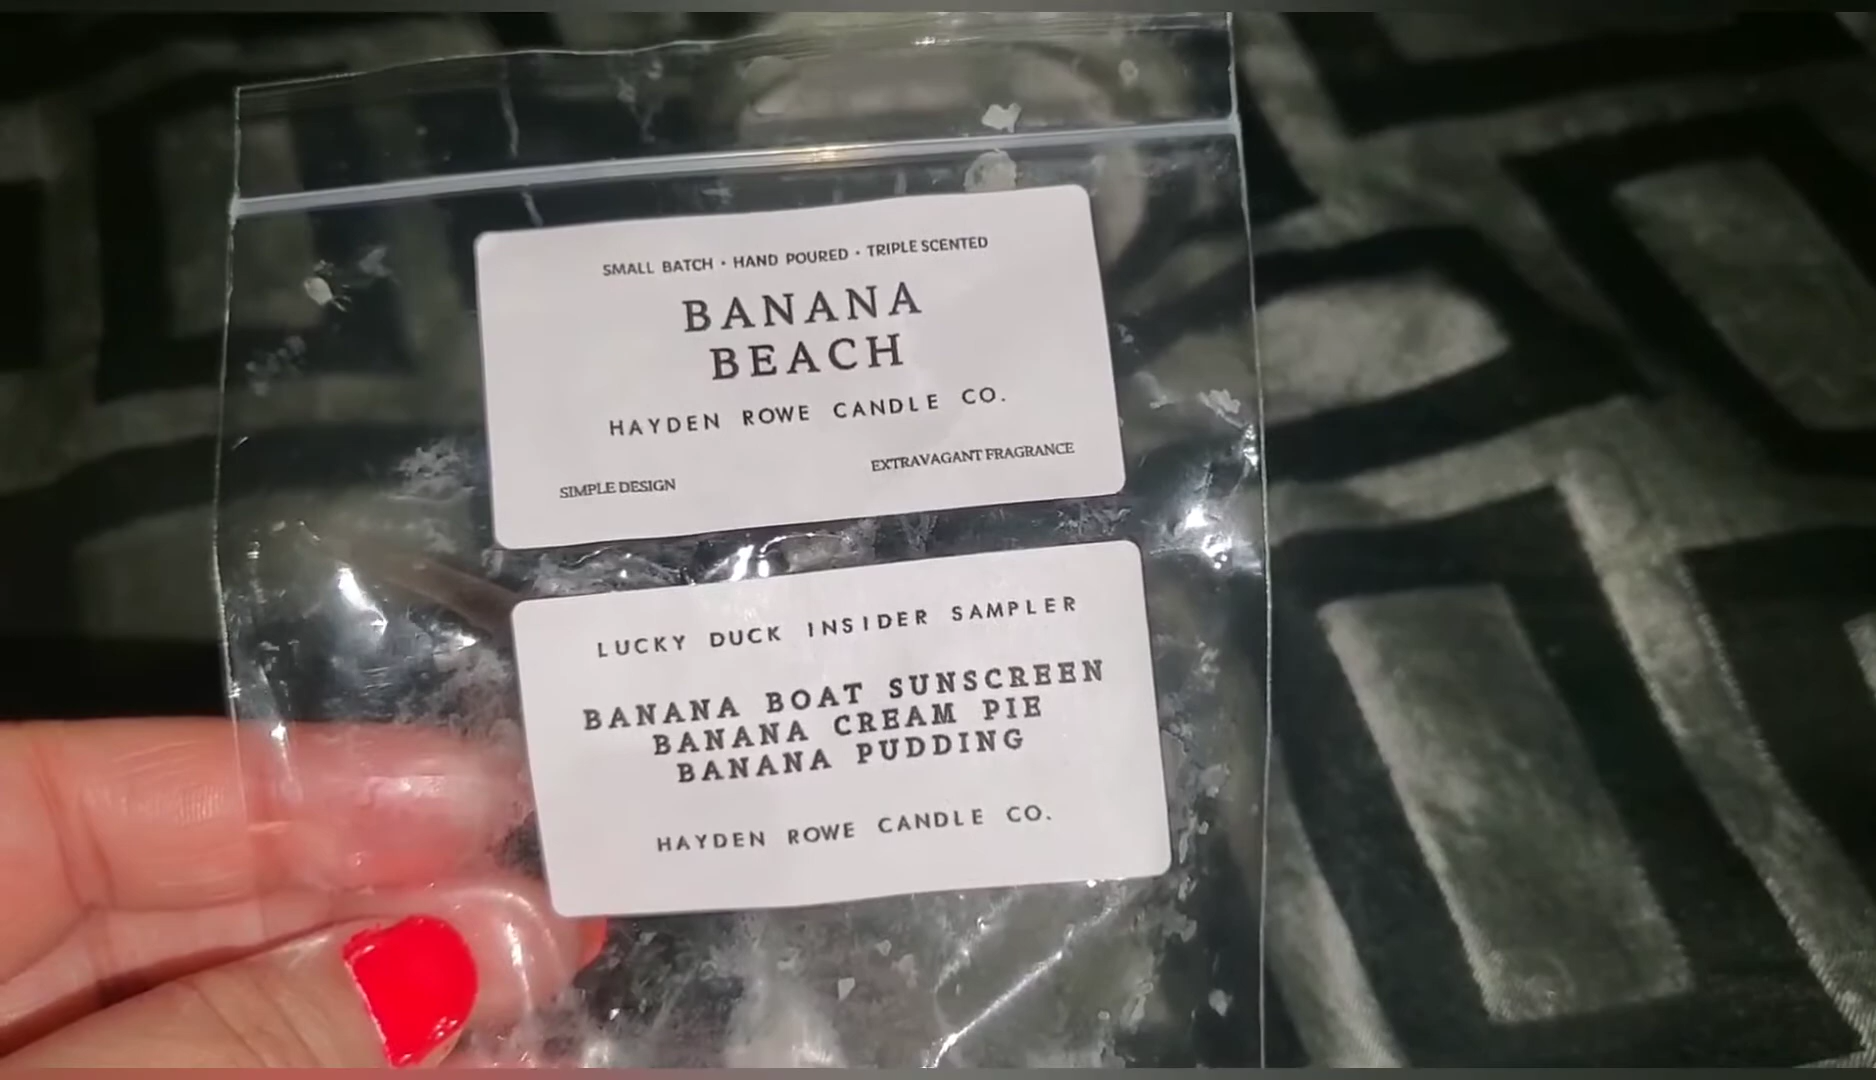 SMALL BATCH • HAND POURED • TRIPLE SCENTED
BANANA
BEACH
HAYDEN ROWE CANDLE CO.
SIMPLE DESIGN
EXTRAVAGANT FRAGRANCE
LUCKY DUCK INSIDER SAMPLER
BANANA BOAT SUNSCREEN
BANANA CREAM PIE
BANANA PUDDING
HAYDEN ROWE CANDLE CO.